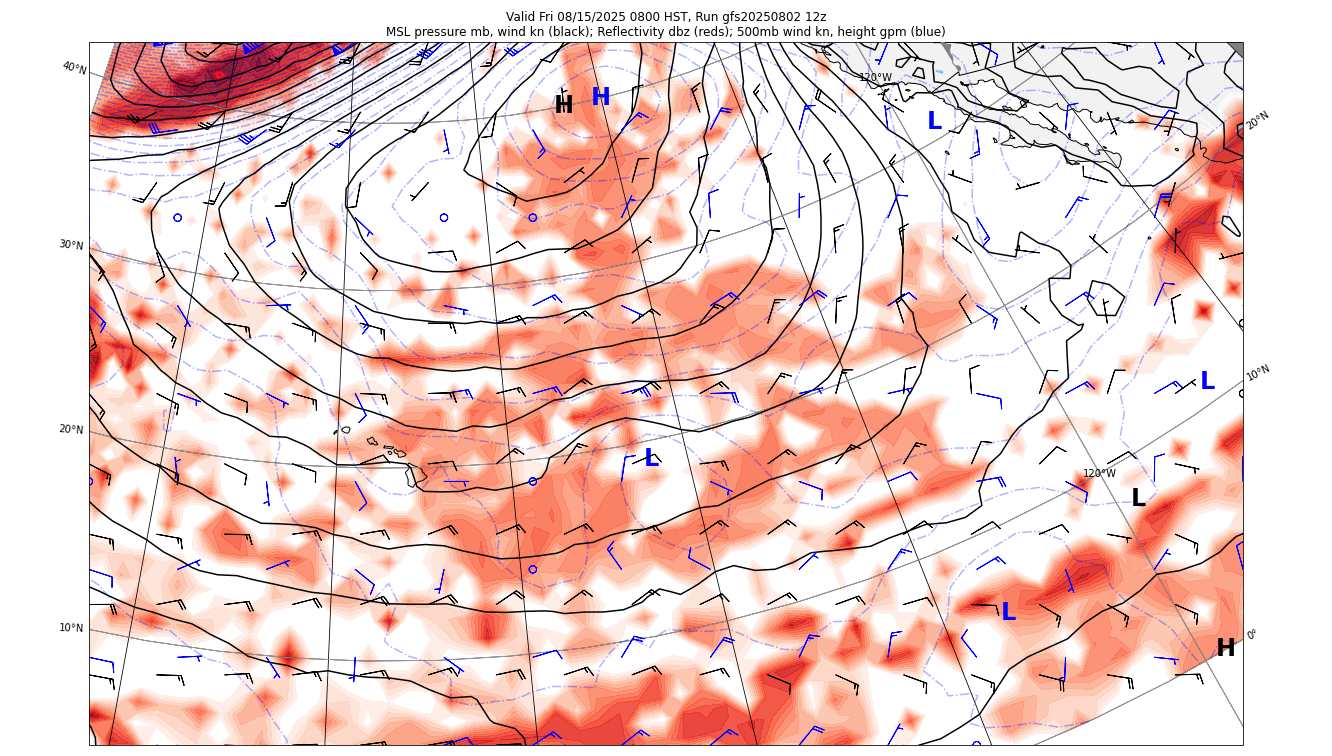 Valid Fri 08/15/2025 0800 HST, Run gfs20250802 12z
MSL pressure mb, wind kn (black); Reflectivity dbz (reds); 500mb wind kn, height gpm (blue)
40°N
120°W
H
H
L
20°N
30°N
10°N
L
20°N
L
120°W
L
10°N
L
0°
H